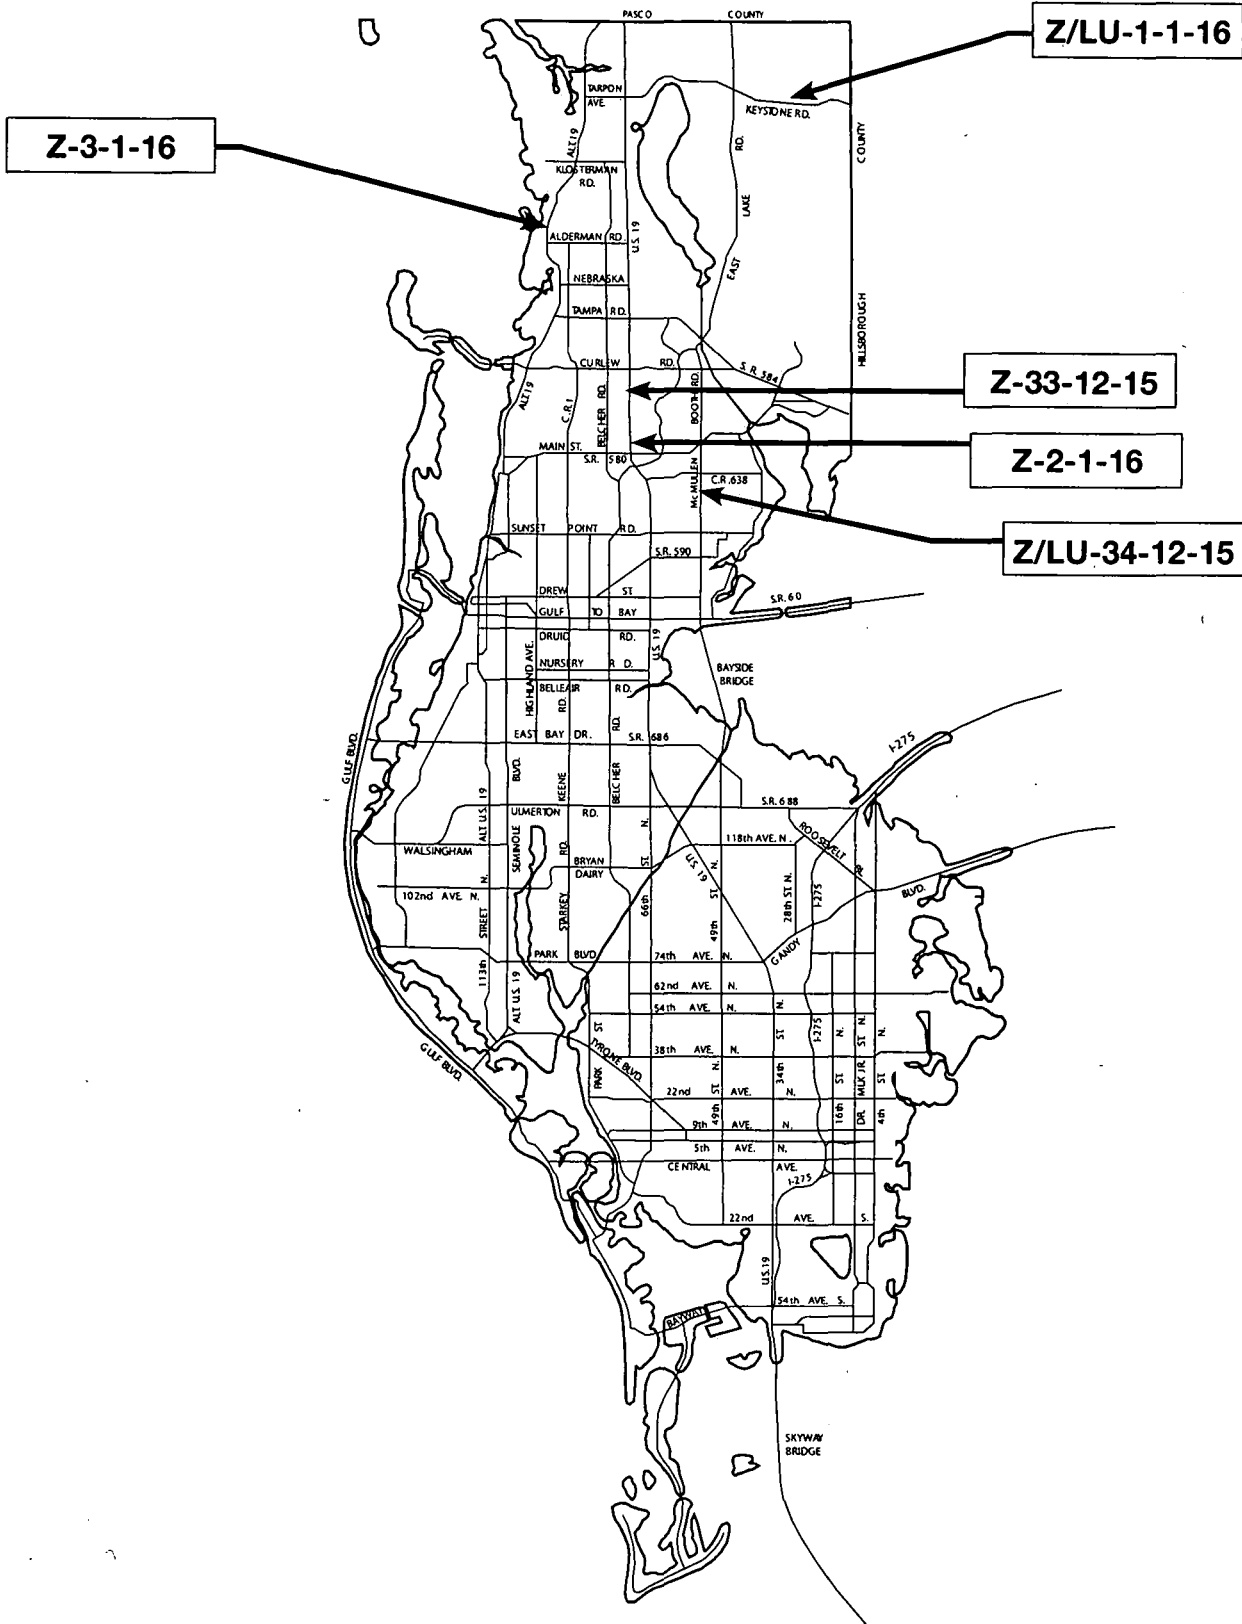 PASCO COUNTY
Z/LU-1-1-16
TARPON
AVE.
KEYSTONE RD.
Z-3-1-16
ALT 19
COUNTY
RD.
KLOSTERMAN
RD.
LAKE
ALDERMAN RD.
U.S. 19
EAST
NEBRASKA
TAMPA RD.
HILLSBOROUGH
CURLEW RD.
S.R. 584
Z-33-12-15
ALT 19
C.R.1
BELCHER RD.
BOOTH RD.
MAIN ST.
S.R. 580
Z-2-1-16
McMULLEN
C.R.638
SUNSET POINT RD.
Z/LU-34-12-15
S.R. 590
DREW ST
S.R. 60
GULF TO BAY
DRUID RD.
U.S. 19
HIGHLAND AVE.
NURSERY RD.
BAYSIDE
BRIDGE
BELLEAIR RD.
RD.
RD.
EAST BAY DR. S.R. 686
GULF BLVD.
I-275
BLVD.
KEENE
BELCHER
ALT U.S. 19
ULMERTON RD.
S.R. 688
WALSINGHAM
SEMINOLE
RD.
N.
118th AVE. N.
ROOSEVELT BL
BRYAN
DAIRY
ST.
U.S. 19
N.
102nd AVE N.
N.
STARKEY
66th
49th ST
28th ST N.
I-275
BLVD.
STREET
GANDY
PARK BLVD
74th AVE. N.
113th
ALT U.S. 19
62nd AVE N.
54th AVE. N.
GULF BLVD.
ST
TYRONE BLVD.
38th AVE. N.
N.
ST
34th
I-275
N.
ST
16th
N.
DR. MLK JR. ST
N.
ST
4th
PARK
22nd AVE. N.
49th ST. N.
9th AVE. N.
5th AVE. N.
CENTRAL AVE.
I-275
22nd AVE. S.
U.S. 19
54th AVE. S.
BAYWAY
SKYWAY
BRIDGE